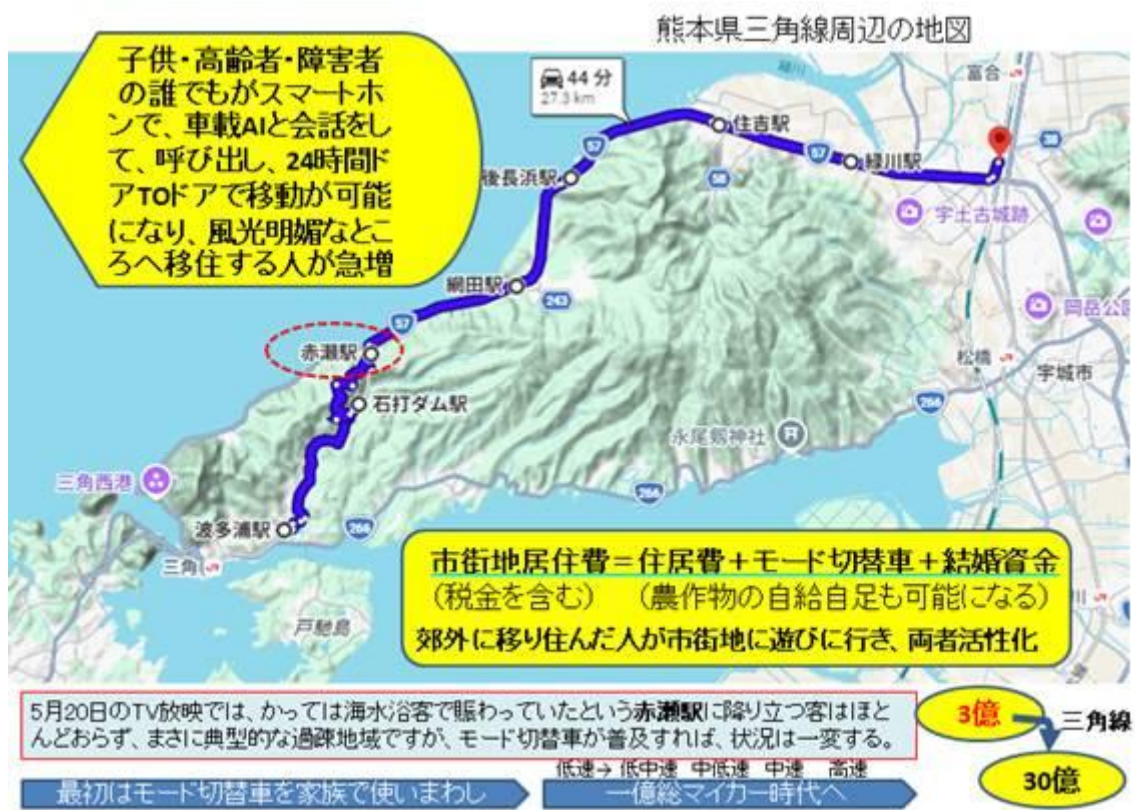 熊本県三角線周辺の地図
子供・高齢者・障害者
の誰でもがスマートホ
ンで、車載AIと会話をし
て、呼び出し、24時間ド
アTOドアで移動が可能
になり、風光明媚なとこ
ろへ移住する人が急増
44 分
27.3 km
緑川
富合
住吉駅
57
57
緑川駅
38
後長浜駅
58
宇土古城跡
網田駅
243
岡岳公園
57
赤瀬駅
松橋
宇城市
石打ダム駅
266
永尾剱神社
三角西港
266
波多浦駅
266
三角
戸馳島
市街地居住費=住居費+モード切替車+結婚資金
(税金を含む) (農作物の自給自足も可能になる)
郊外に移り住んだ人が市街地に遊びに行き、両者活性化
川
5月20日のTV放映では、かっては海水浴客で賑わっていたという赤瀬駅に降り立つ客はほと
んどおらず、まさに典型的な過疎地域ですが、モード切替車が普及すれば、状況は一変する。
3億
三角線
30億
低速→ 低中速 中低速 中速 高速
最初はモード切替車を家族で使いまわし
一億総マイカー時代へ